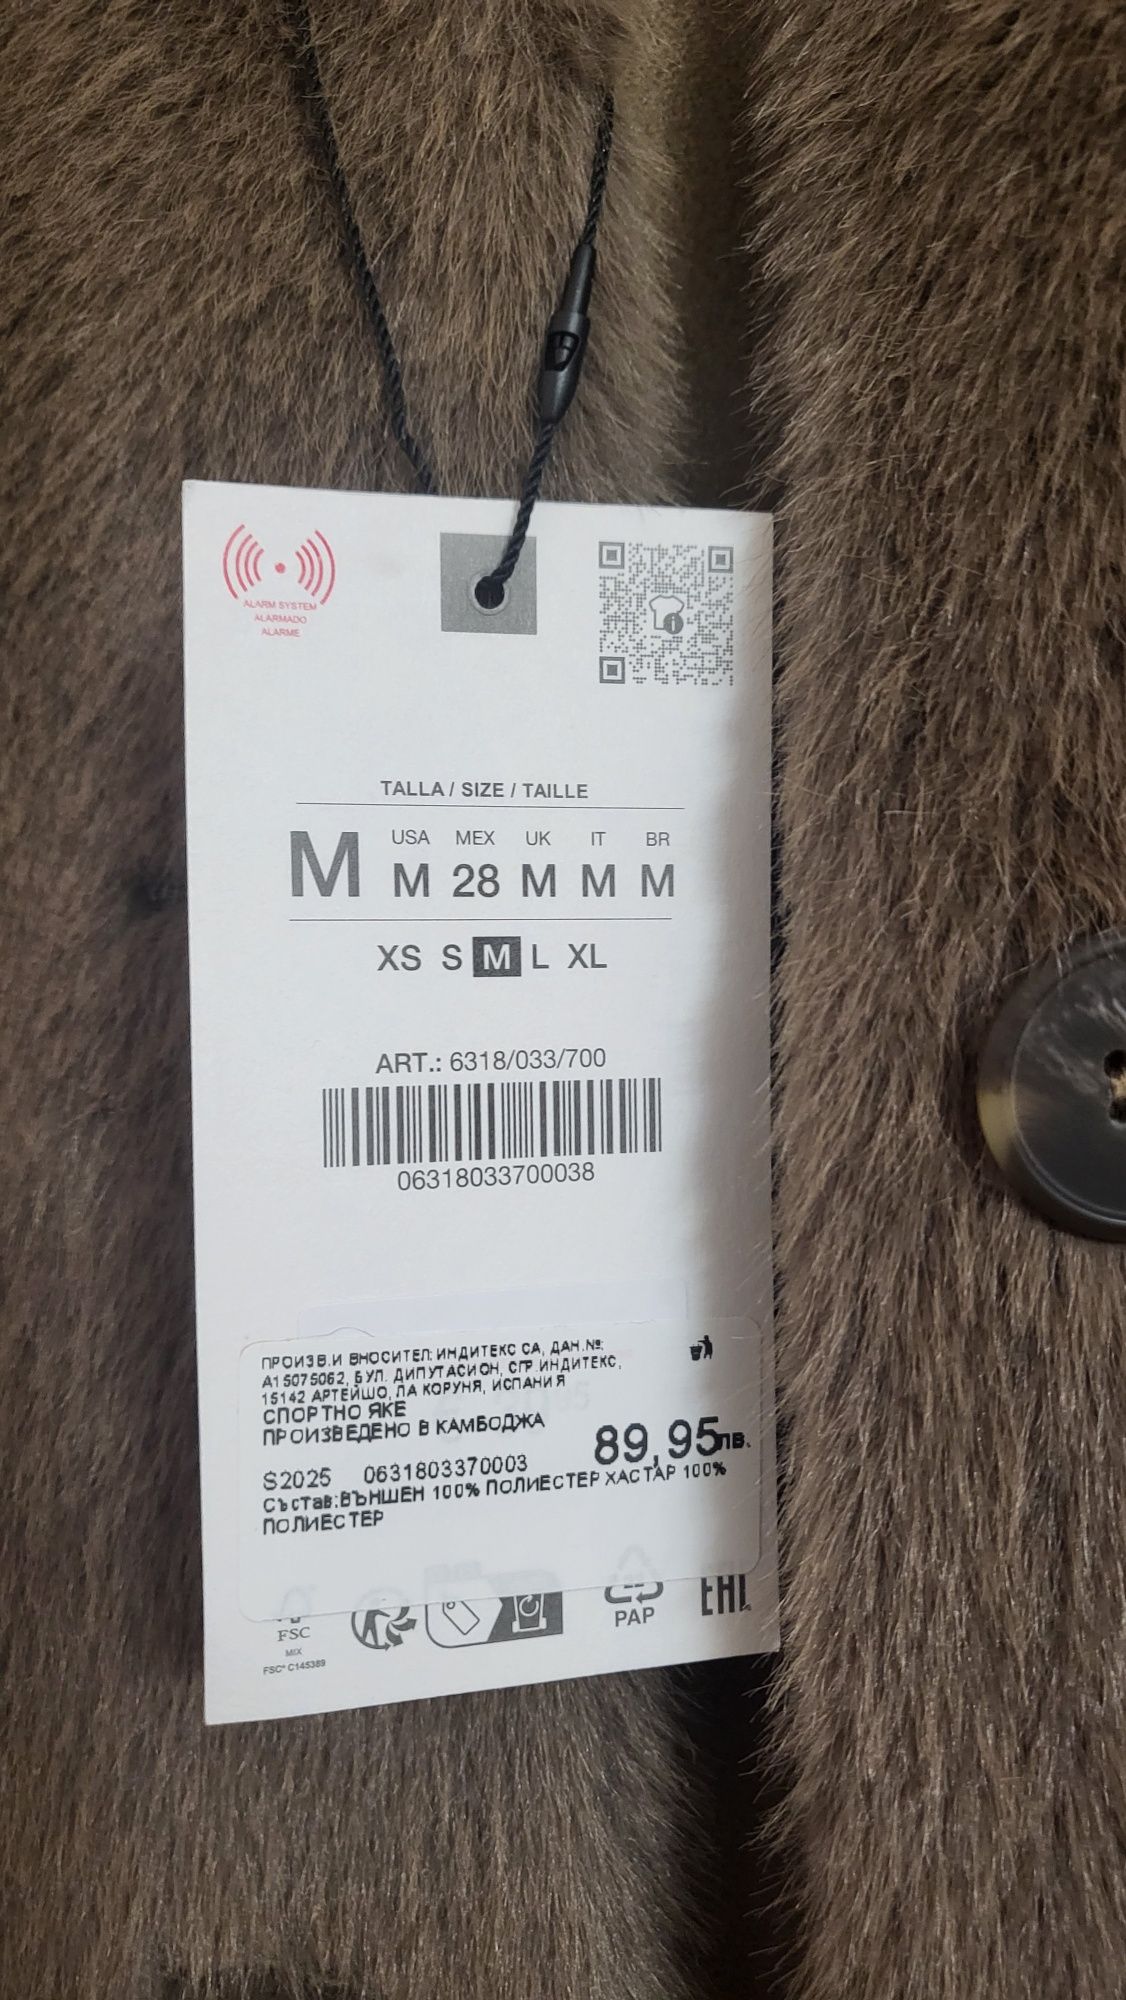 ALARM SYSTEM
ALARMADO
ALARME
TALLA / SIZE / TAILLE
M USA MEX UK IT BR
M 28 M M M
XS S M L XL
ART.: 6318/033/700
06318033700038
ПРОИЗВ.И ВНОСИТЕЛ: ИНДИТЕКС СА, ДАН.№:
А15075062, БУЛ. ДИПУТАСИОН, СГР.ИНДИТЕКС,
15142 АРТЕЙШО, ЛА КОРУНЯ, ИСПАНИЯ
СПОРТНО ЯКЕ
ПРОИЗВЕДЕНО В КАМБОДЖА
89,95лв.
S2025 0631803370003
Състав:ВЪНШЕН 100% ПОЛИЕСТЕР ХАСТАР 100%
ПОЛИЕСТЕР
FSC
MIX
FSC® C145389
PAP
EAC